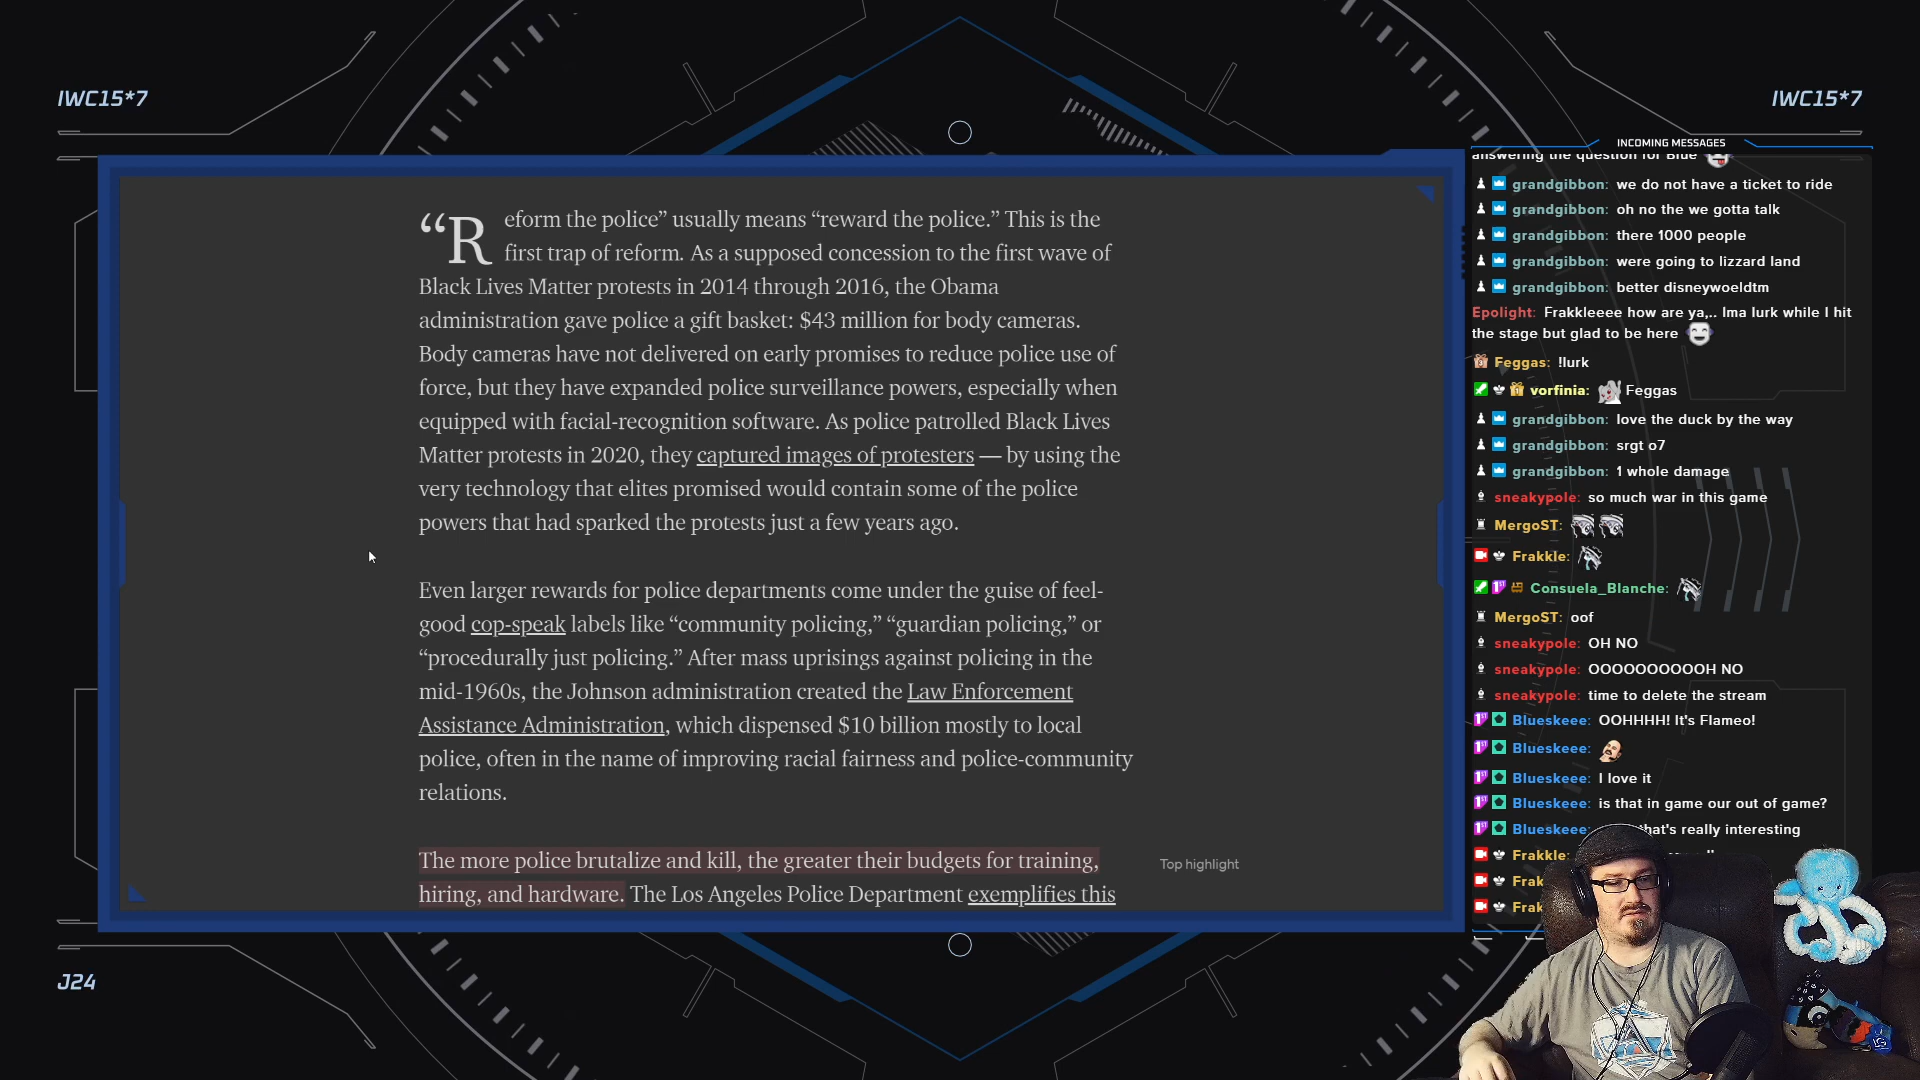 IWC15*7
IWC15*7
“Reform the police” usually means “reward the police.” This is the
first trap of reform. As a supposed concession to the first wave of
Black Lives Matter protests in 2014 through 2016, the Obama
administration gave police a gift basket: $43 million for body cameras.
Body cameras have not delivered on early promises to reduce police use of
force, but they have expanded police surveillance powers, especially when
equipped with facial-recognition software. As police patrolled Black Lives
Matter protests in 2020, they captured images of protesters — by using the
very technology that elites promised would contain some of the police
powers that had sparked the protests just a few years ago.
Even larger rewards for police departments come under the guise of feel-
good cop-speak labels like “community policing,” “guardian policing,” or
“procedurally just policing.” After mass uprisings against policing in the
mid-1960s, the Johnson administration created the Law Enforcement
Assistance Administration, which dispensed $10 billion mostly to local
police, often in the name of improving racial fairness and police-community
relations.
The more police brutalize and kill, the greater their budgets for training,
hiring, and hardware. The Los Angeles Police Department exemplifies this
Top highlight
J24
INCOMING MESSAGES
answering the question for Blue
grandgibbon: we do not have a ticket to ride
grandgibbon: oh no the we gotta talk
grandgibbon: there 1000 people
grandgibbon: were going to lizzard land
grandgibbon: better disneywoeldtm
Epolight: Frakkleeee how are ya,.. Ima lurk while I hit
the stage but glad to be here
Feggas: !lurk
vorfinia: Feggas
grandgibbon: love the duck by the way
grandgibbon: srgt o7
grandgibbon: 1 whole damage
sneakypole: so much war in this game
MergoST:
Frakkle:
Consuela_Blanche:
MergoST: oof
sneakypole: OH NO
sneakypole: OOOOOOOOOOH NO
sneakypole: time to delete the stream
Blueskeee: OOHHHH! It's Flameo!
Blueskeee:
Blueskeee: I love it
Blueskeee: is that in game our out of game?
Blueskeee: that's really interesting
Frakkle:
Frak
Frak